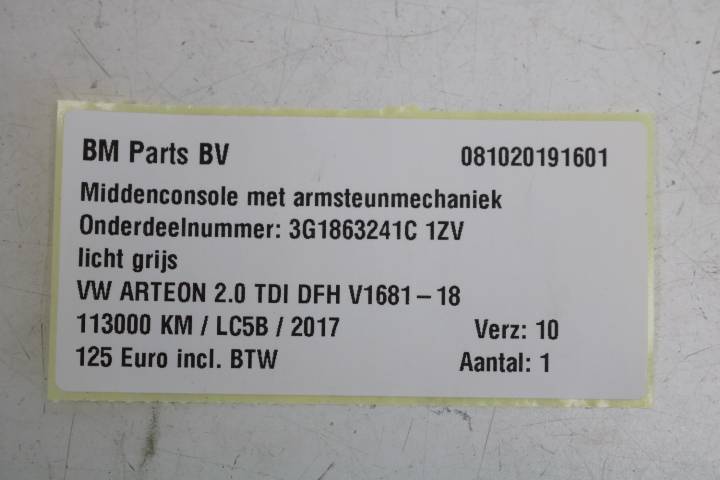 BM Parts BV 081020191601
Middenconsole met armsteunmechaniek
Onderdeelnummer: 3G1863241C 1ZV
licht grijs
VW ARTEON 2.0 TDI DFH V1681 – 18
113000 KM / LC5B / 2017 Verz: 10
125 Euro incl. BTW Aantal: 1